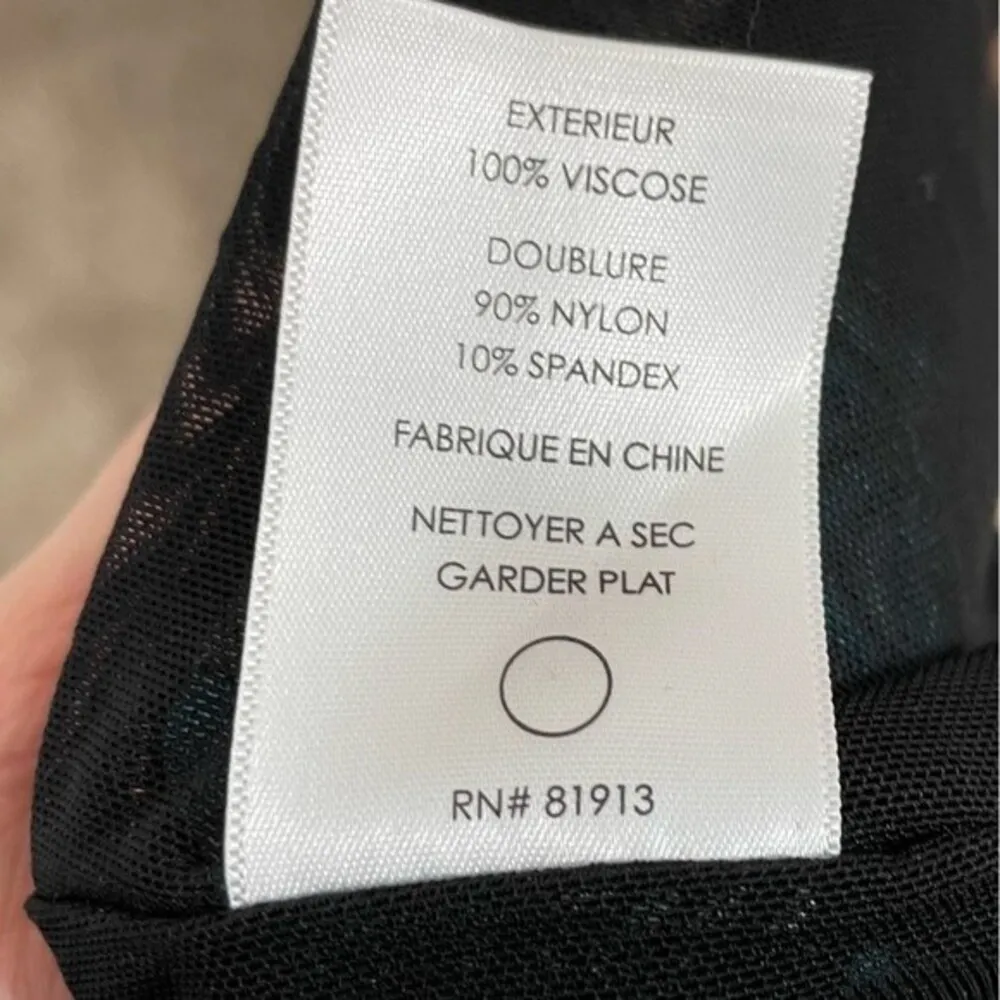 EXTERIEUR
100% VISCOSE
DOUBLURE
90% NYLON
10% SPANDEX
FABRIQUE EN CHINE
NETTOYER A SEC
GARDER PLAT
RN# 81913